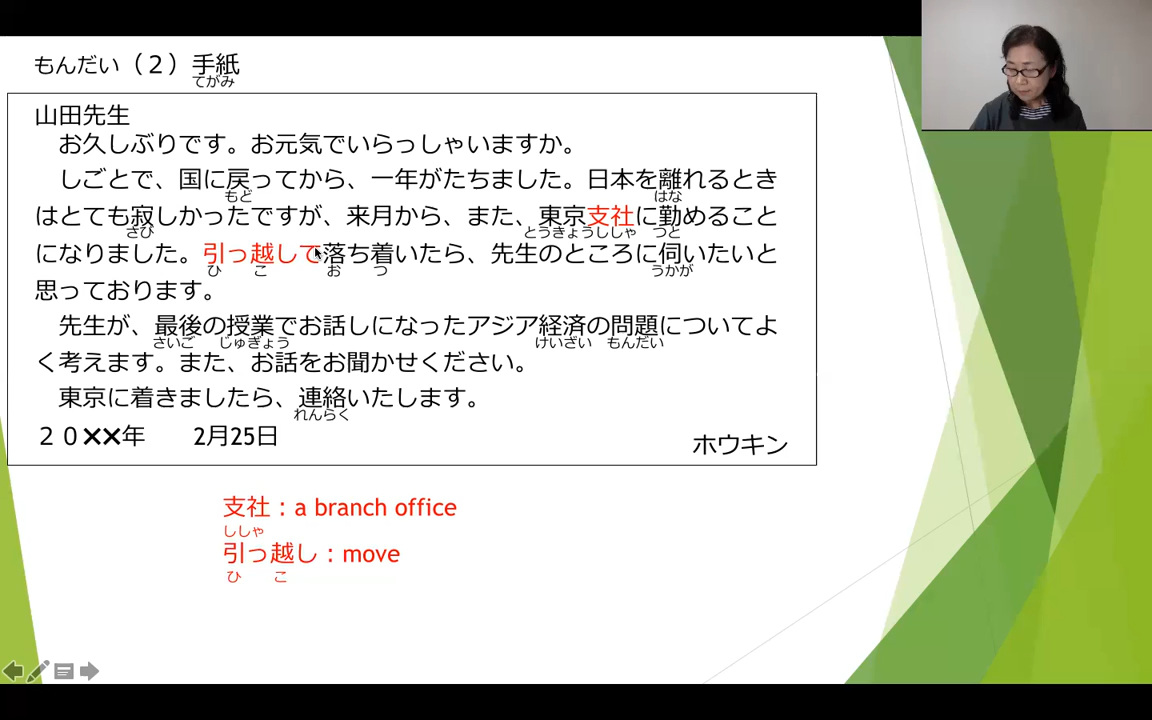 もんだい（２）手紙
てがみ
山田先生
お久しぶりです。お元気でいらっしゃいますか。
しごとで、国に戻ってから、一年がたちました。日本を離れるとき
もど はな
はとても寂しかったですが、来月から、また、東京支社に勤めること
さび とうきょうししゃ つと
になりました。引っ越しで落ち着いたら、先生のところに伺いたいと
ひ こ お つ うかが
思っております。
先生が、最後の授業でお話しになったアジア経済の問題についてよ
さいご じゅぎょう けいざい もんだい
く考えます。また、お話をお聞かせください。
東京に着きましたら、連絡いたします。
れんらく
２０✕✕年 2月25日
ホウキン
支社：a branch office
ししゃ
引っ越し：move
ひ こ